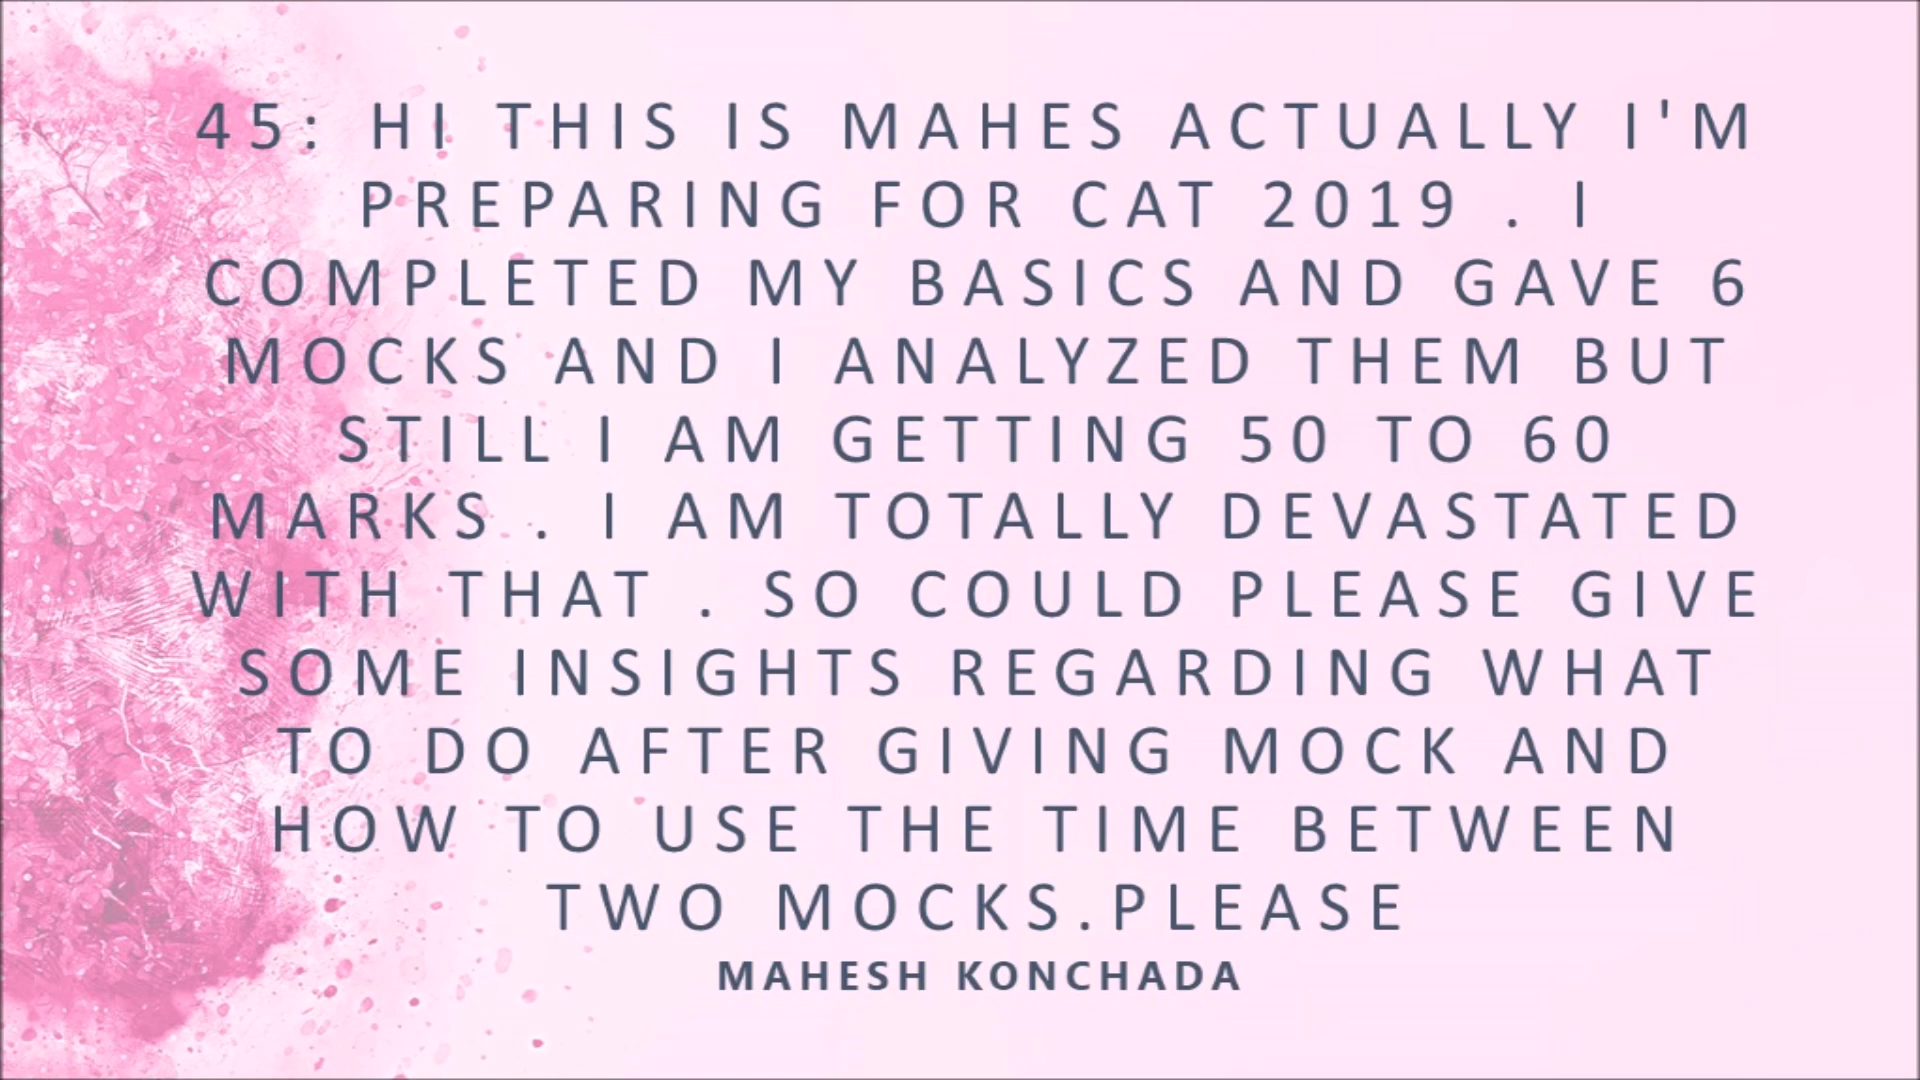 45: HI THIS IS MAHES ACTUALLY I'M
PREPARING FOR CAT 2019 . I
COMPLETED MY BASICS AND GAVE 6
MOCKS AND I ANALYZED THEM BUT
STILL I AM GETTING 50 TO 60
MARKS . I AM TOTALLY DEVASTATED
WITH THAT . SO COULD PLEASE GIVE
SOME INSIGHTS REGARDING WHAT
TO DO AFTER GIVING MOCK AND
HOW TO USE THE TIME BETWEEN
TWO MOCKS.PLEASE
MAHESH KONCHADA